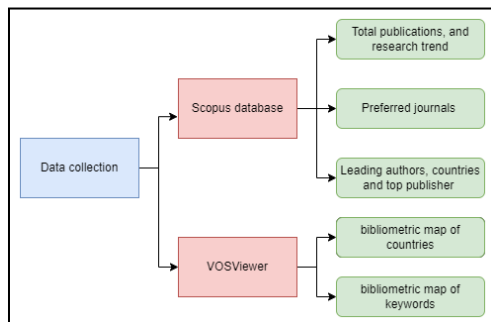 Total publications, and
research trend
Scopus database
Preferred journals
Data collection
Leading authors, countries
and top publisher
bibliometric map of
countries
VOSViewer
bibliometric map of
keywords